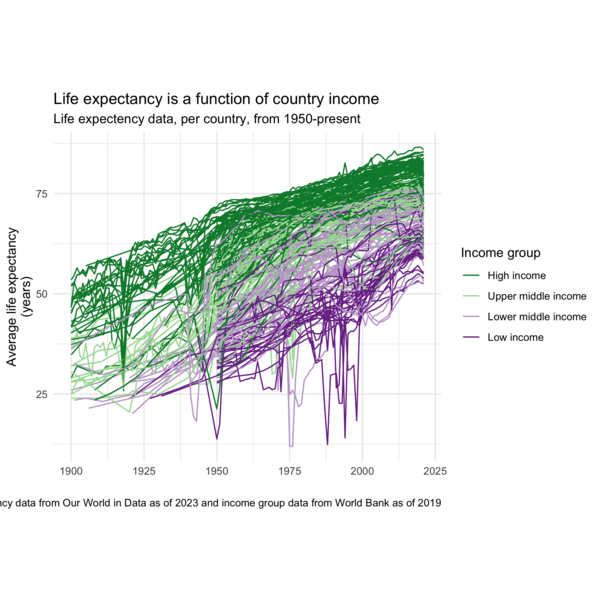 Life expectancy is a function of country income
Life expectency data, per country, from 1950-present
Average life expectancy
(years)
75
50
25
1900
1925
1950
1975
2000
2025
Income group
High income
Upper middle income
Lower middle income
Low income
data from Our World in Data as of 2023 and income group data from World Bank as of 2019